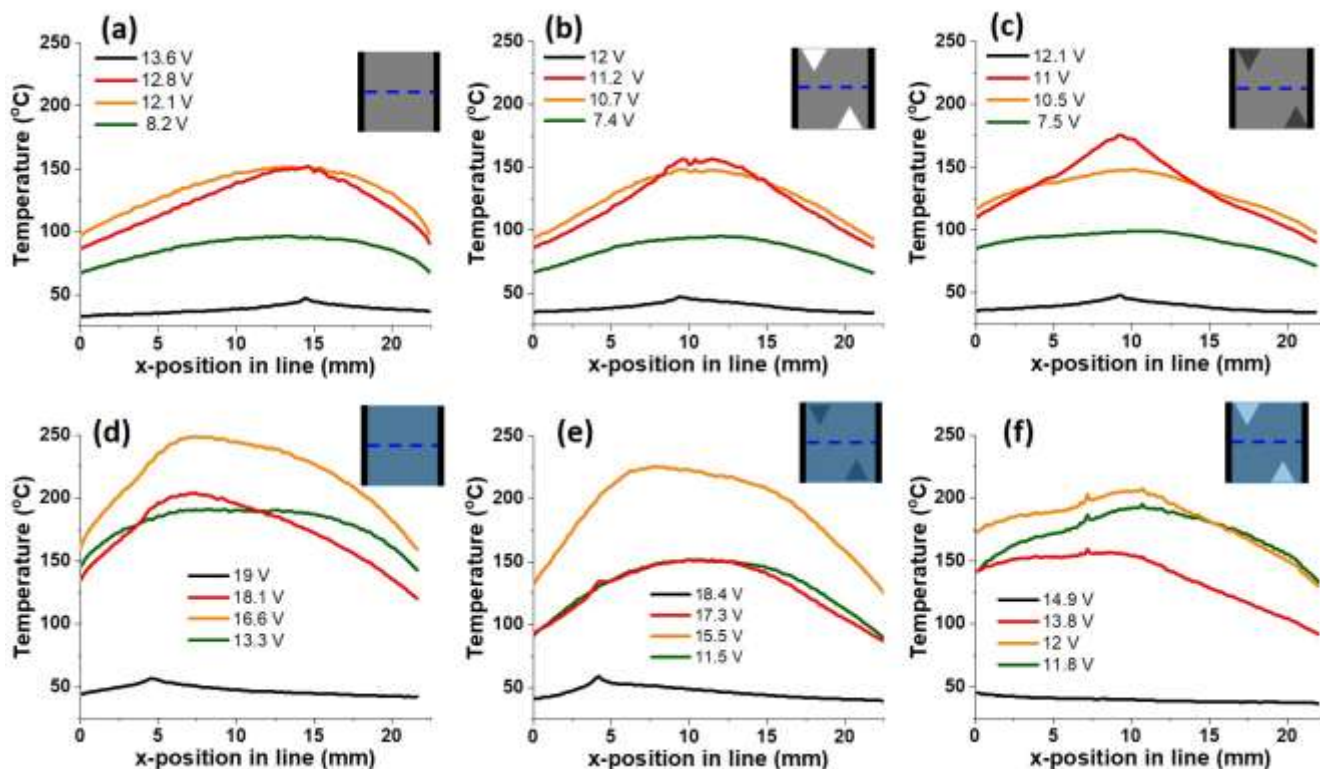 (a)
13.6 V
12.8 V
12.1 V
8.2 V
250
200
150
100
50
Temperature (°C)
0 5 10 15 20
x-position in line (mm)
(b)
12 V
11.2 V
10.7 V
7.4 V
250
200
150
100
50
Temperature (°C)
0 5 10 15 20
x-position in line (mm)
(c)
12.1 V
11 V
10.5 V
7.5 V
250
200
150
100
50
Temperature (°C)
0 5 10 15 20
x-position in line (mm)
(d)
250
200
150
100
50
Temperature (°C)
19 V
18.1 V
16.6 V
13.3 V
0 5 10 15 20
x-position in line (mm)
(e)
250
200
150
100
50
Temperature (°C)
18.4 V
17.3 V
15.5 V
11.5 V
0 5 10 15 20
x-position in line (mm)
(f)
250
200
150
100
50
Temperature (°C)
14.9 V
13.8 V
12 V
11.8 V
0 5 10 15 20
x-position in line (mm)